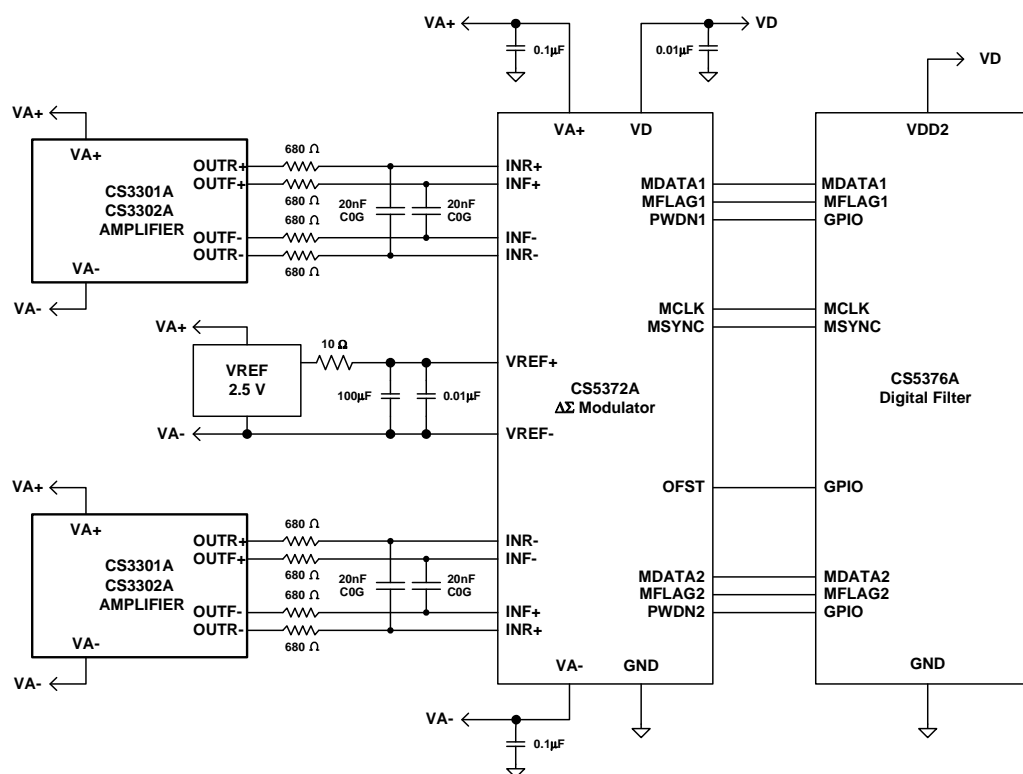 VA+
0.1µF
0.01µF
VD
VD
VA+
VA+
CS3301A
CS3302A
AMPLIFIER
VA-
VA-
OUTR+
OUTF+
OUTF-
OUTR-
680 Ω
680 Ω
680 Ω
680 Ω
20nF
C0G
20nF
C0G
VA+
VREF
2.5 V
VA-
10 Ω
100µF
0.01µF
VA+
VA+
CS3301A
CS3302A
AMPLIFIER
VA-
VA-
OUTR+
OUTF+
OUTF-
OUTR-
680 Ω
680 Ω
680 Ω
680 Ω
20nF
C0G
20nF
C0G
VA+
VD
INR+
INF+
INF-
INR-
VREF+
VREF-
INR-
INF-
INF+
INR+
CS5372A
ΔΣ Modulator
MDATA1
MFLAG1
PWDN1
MCLK
MSYNC
OFST
MDATA2
MFLAG2
PWDN2
VA-
GND
VA-
0.1µF
VDD2
MDATA1
MFLAG1
GPIO
MCLK
MSYNC
CS5376A
Digital Filter
GPIO
MDATA2
MFLAG2
GPIO
GND